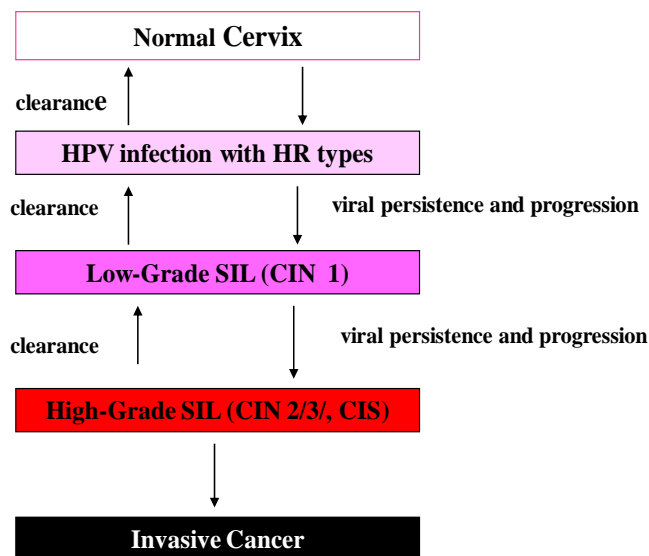 Normal Cervix
clearance
HPV infection with HR types
clearance
viral persistence and progression
Low-Grade SIL (CIN 1)
viral persistence and progression
clearance
High-Grade SIL (CIN 2/3/, CIS)
Invasive Cancer